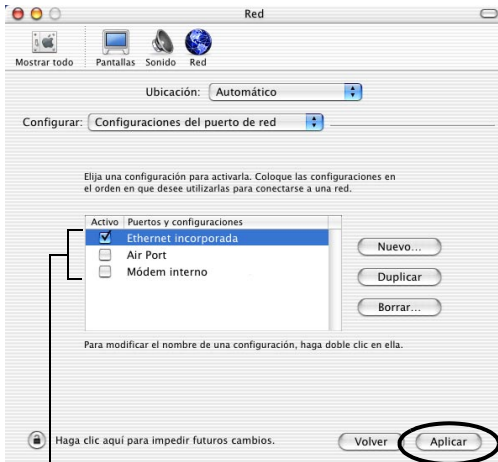 Red
Mostrar todo
Pantallas
Sonido
Red
Ubicación: Automático
Configurar: Configuraciones del puerto de red
Elija una configuración para activarla. Coloque las configuraciones en
el orden en que desee utilizarlas para conectarse a una red.
Activo Puertos y configuraciones
Ethernet incorporada
Air Port
Módem interno
Nuevo...
Duplicar
Borrar...
Para modificar el nombre de una configuración, haga doble clic en ella.
Haga clic aquí para impedir futuros cambios.
Volver
Aplicar